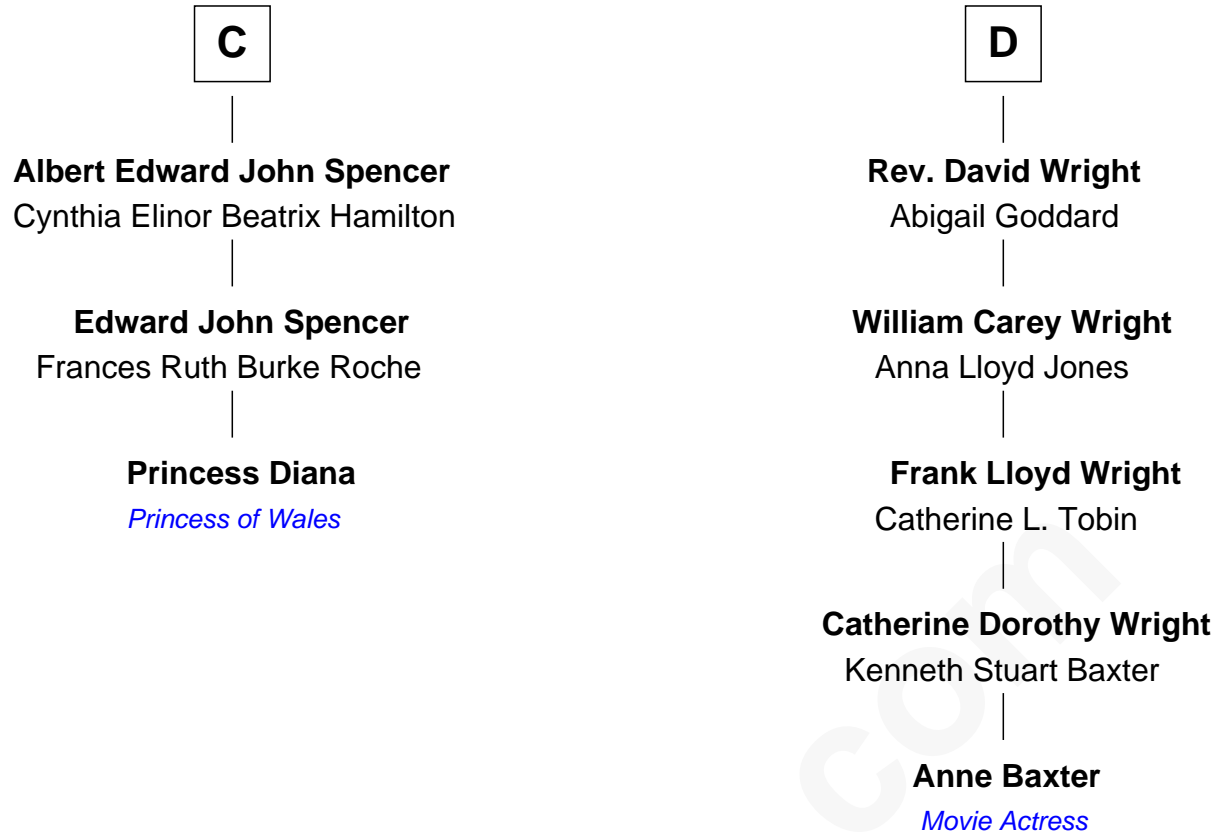 C
Albert Edward John Spencer
Cynthia Elinor Beatrix Hamilton
Edward John Spencer
Frances Ruth Burke Roche
Princess Diana
Princess of Wales
D
Rev. David Wright
Abigail Goddard
William Carey Wright
Anna Lloyd Jones
Frank Lloyd Wright
Catherine L. Tobin
Catherine Dorothy Wright
Kenneth Stuart Baxter
Anne Baxter
Movie Actress
com